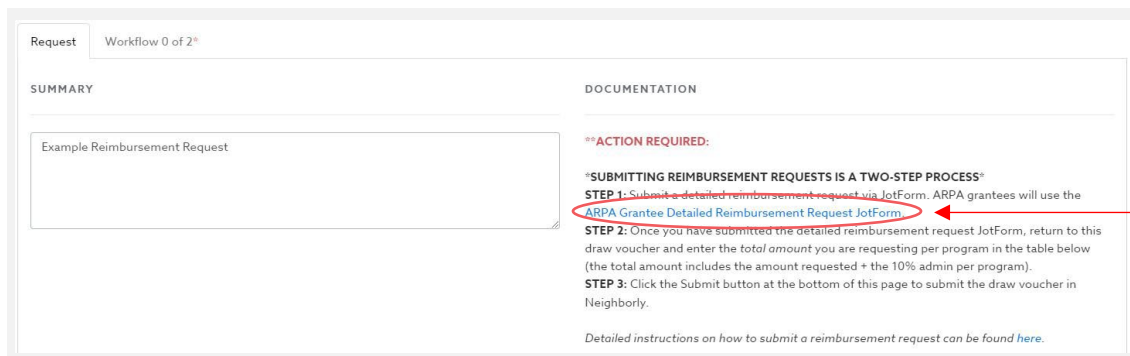 Request Workflow 0 of 2*
SUMMARY
Example Reimbursement Request
DOCUMENTATION
**ACTION REQUIRED:
*SUBMITTING REIMBURSEMENT REQUESTS IS A TWO-STEP PROCESS*
STEP 1: Submit a detailed reimbursement request via JotForm. ARPA grantees will use the
ARPA Grantee Detailed Reimbursement Request JotForm.
STEP 2: Once you have submitted the detailed reimbursement request JotForm, return to this
draw voucher and enter the total amount you are requesting per program in the table below
(the total amount includes the amount requested + the 10% admin per program).
STEP 3: Click the Submit button at the bottom of this page to submit the draw voucher in
Neighborly.
Detailed instructions on how to submit a reimbursement request can be found here.